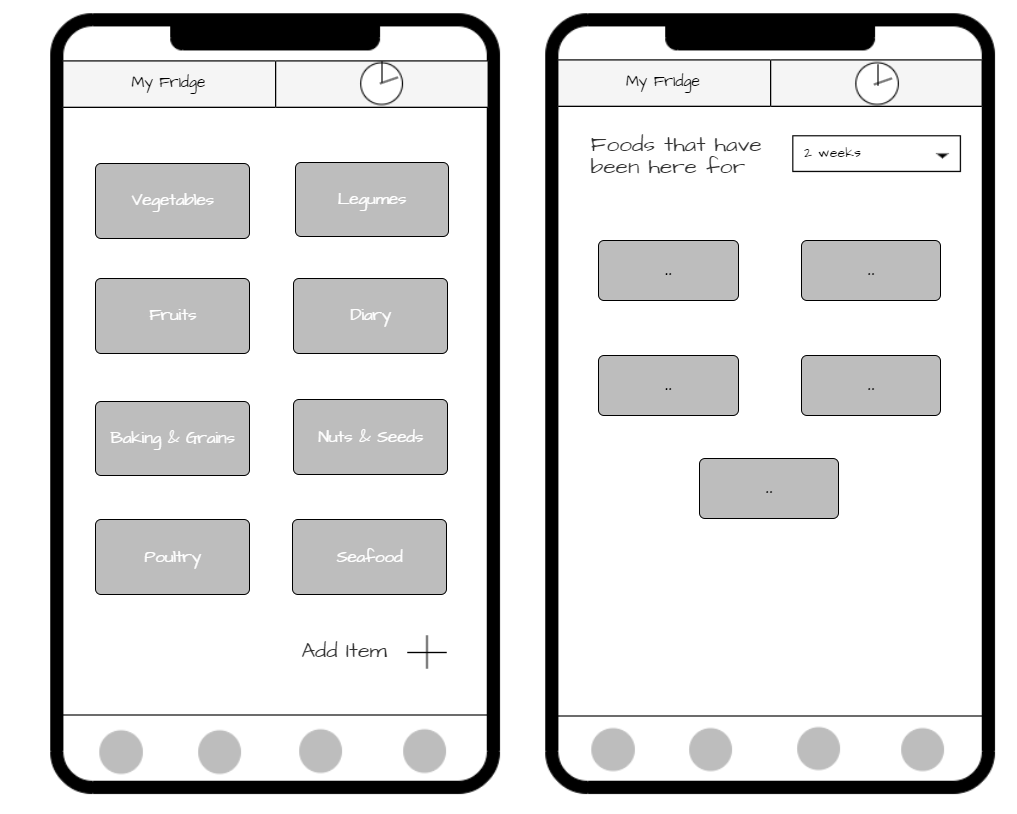 My Fridge
Vegetables
Legumes
Fruits
Diary
Baking & Grains
Nuts & Seeds
Poultry
Seafood
Add Item
My Fridge
Foods that have
been here for
2 weeks
..
..
..
..
..